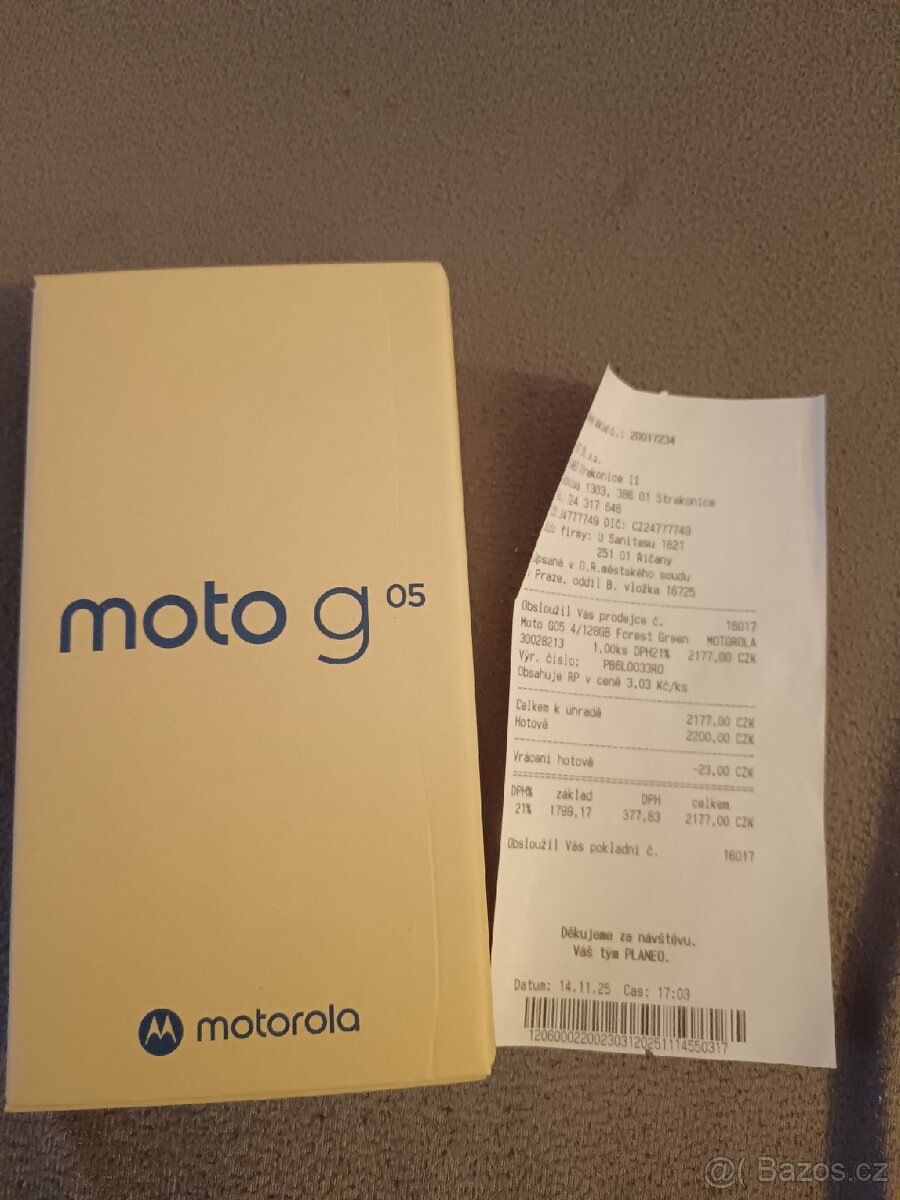 moto g 05
motorola
č.: 20017234
Strakonice II
1303, 386 01 Strakonice
24 317 646
24777749 DIČ: CZ24777749
firmy: U Sanitasu 1621
251 01 Říčany
psaná v O.R.městského soudu
Praze, oddíl B. vložka 18725
Obsloužil Vás prodejce č. 16017
Moto G05 4/128GB Forest Green MOTOROLA
30028213 1,00ks DPH21% 2177,00 CZK
Výr. číslo: PB6L0033RO
Obsahuje RP v ceně 3,03 Kč/ks
Celkem k úhradě 2177,00 CZK
Hotově 2200,00 CZK
Vrácení hotově -23,00 CZK
DPH% základ DPH celkem
21% 1799,17 377,83 2177,00 CZK
Obsloužil Vás pokladní č. 16017
Děkujeme za návštěvu.
Váš tým PLANEO.
Datum: 14.11.25 Čas: 17:03
12060002200230312025111455031?
@( Bazos.cz